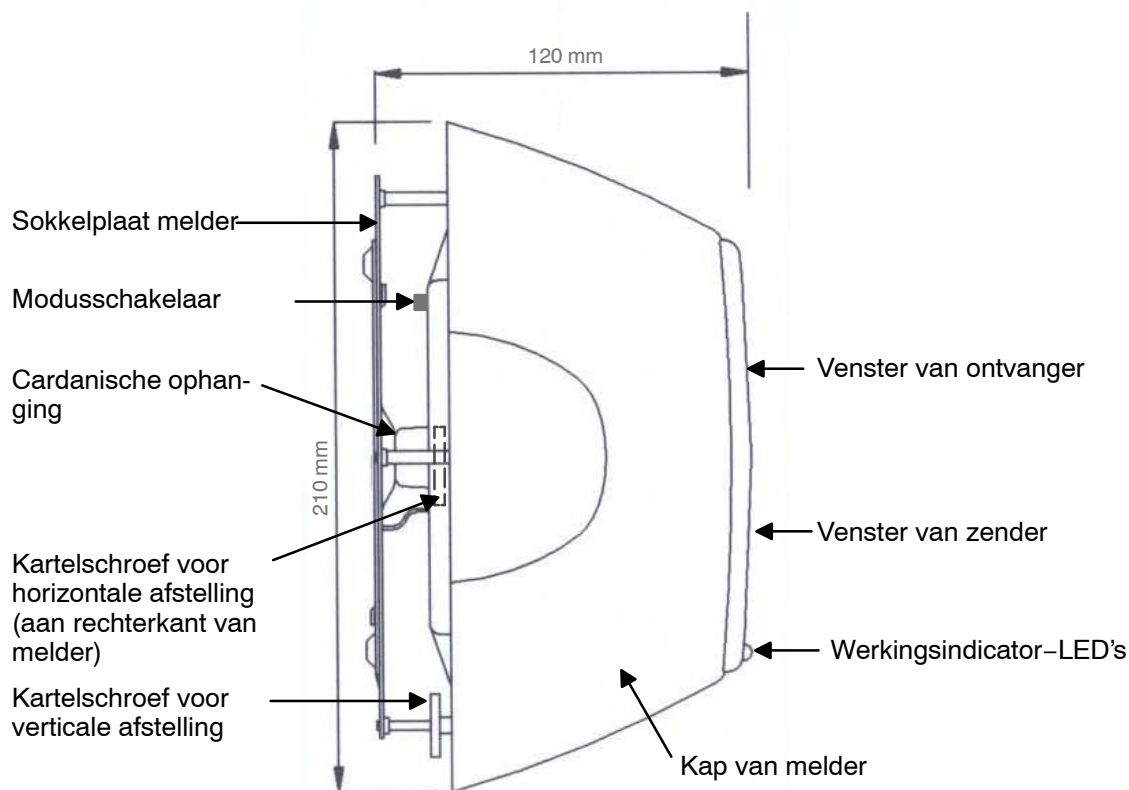 120 mm
Sokkelplaat melder
Modusschakelaar
Cardanische ophan-
ging
210 mm
Kartelschroef voor
horizontale afstelling
(aan rechterkant van
melder)
Kartelschroef voor
verticale afstelling
Venster van ontvanger
Venster van zender
Werkingsindicator–LED's
Kap van melder